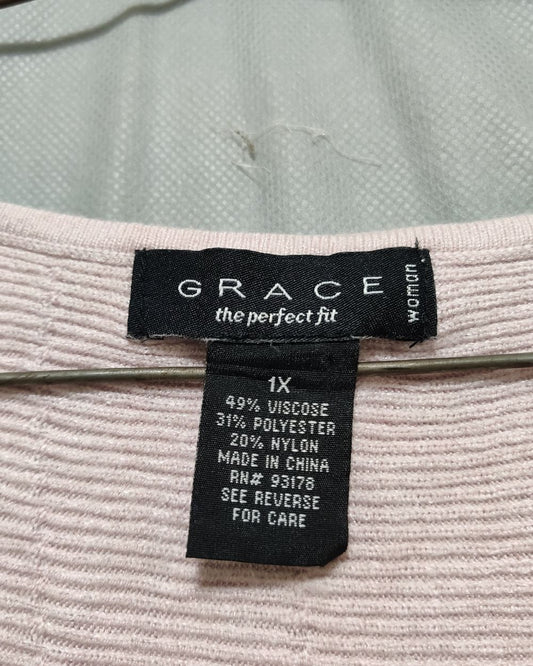 GRACE
the perfect fit
woman
1X
49% VISCOSE
31% POLYESTER
20% NYLON
MADE IN CHINA
RN# 93178
SEE REVERSE
FOR CARE